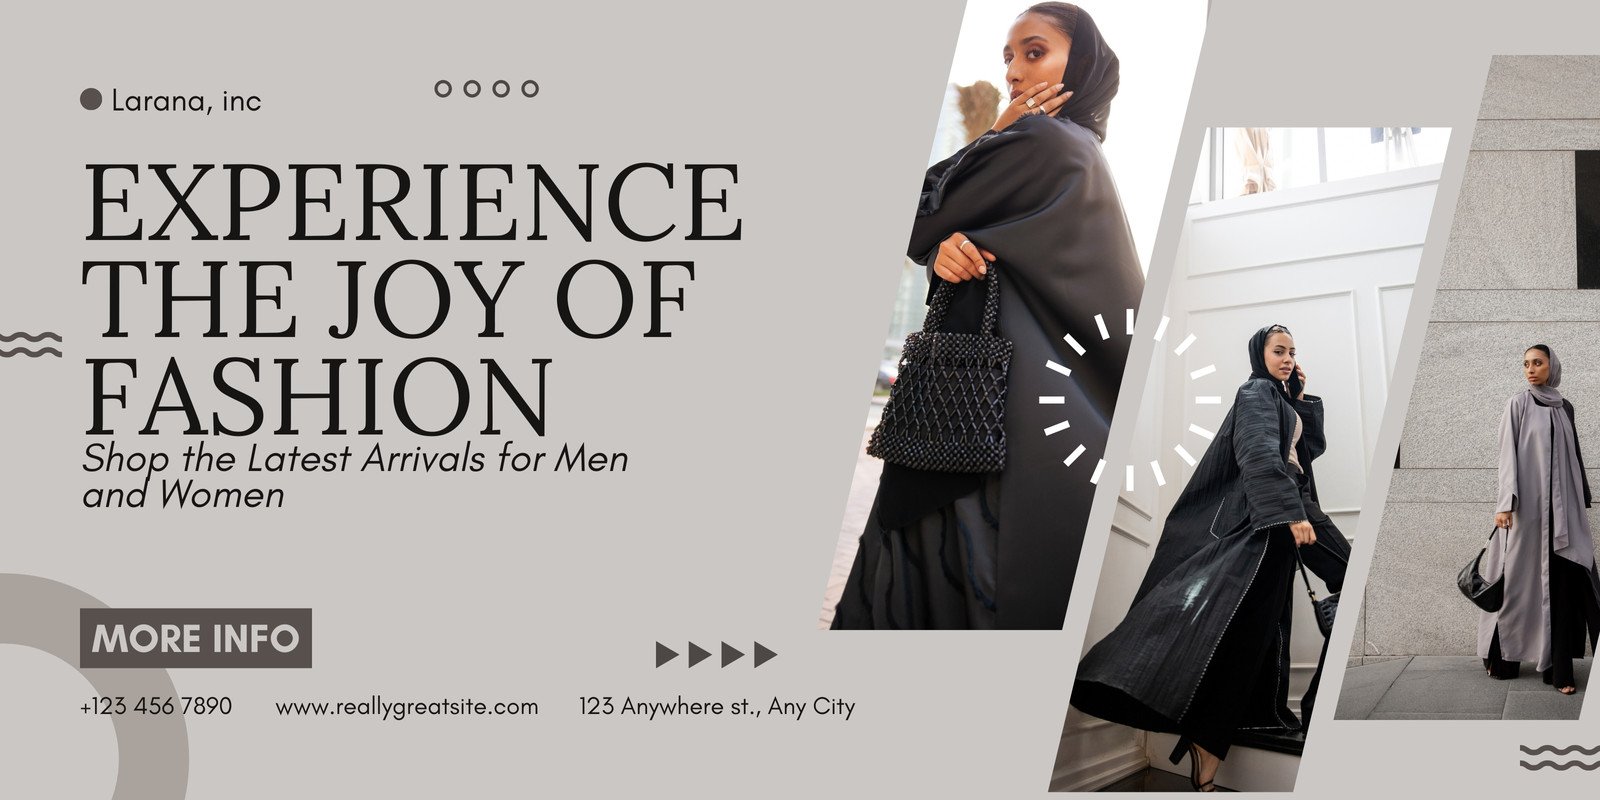 Larana, inc
EXPERIENCE
THE JOY OF
FASHION
Shop the Latest Arrivals for Men
and Women
MORE INFO
+123 456 7890
www.reallygreatsite.com
123 Anywhere st., Any City